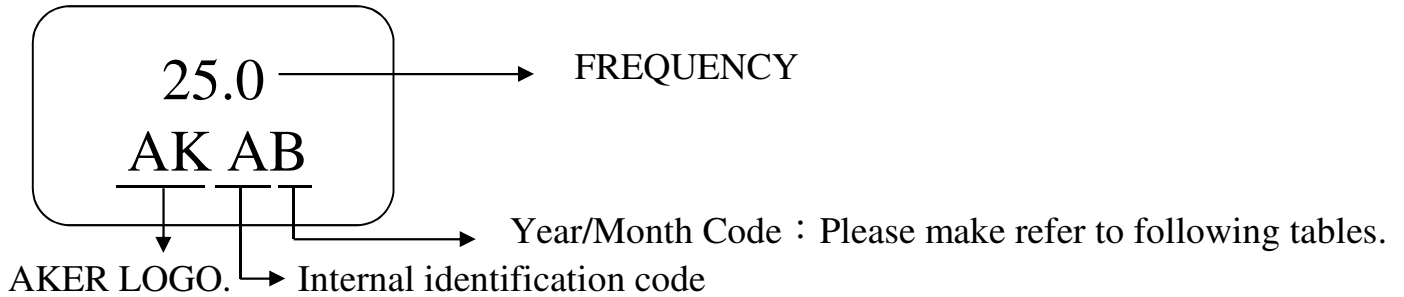 25.0 FREQUENCY
AK AB
Year/Month Code：Please make refer to following tables.
AKER LOGO. Internal identification code